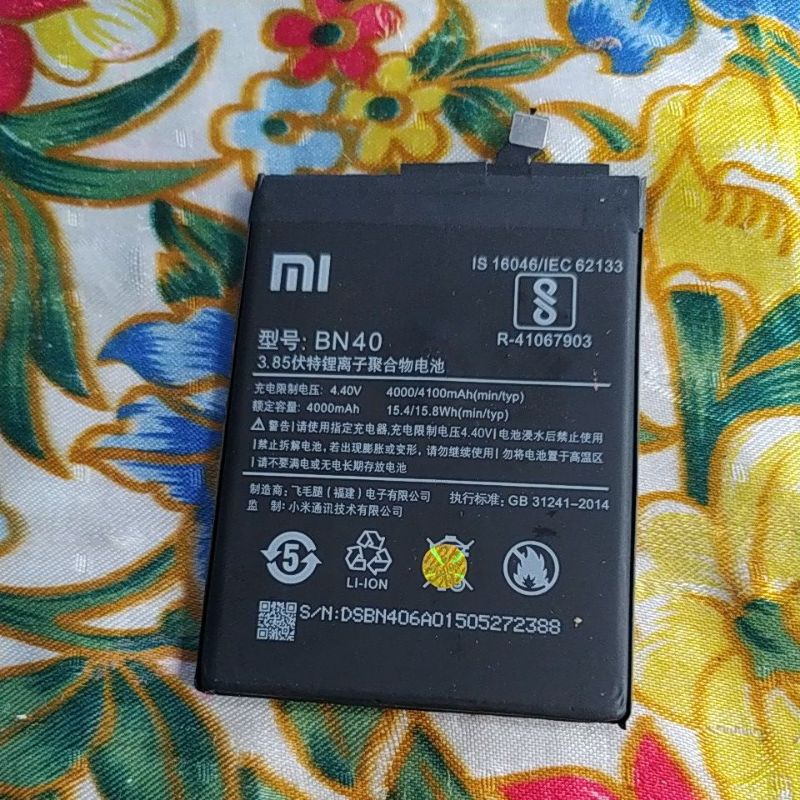 mi
IS 16046/IEC 62133
R-41067903
型号: BN40
3.85伏特锂离子聚合物电池
充电限制电压: 4.40V 4000/4100mAh(min/typ)
额定容量: 4000mAh 15.4/15.8Wh(min/typ)
警告|请使用指定充电器,充电限制电压4.40V|电池浸水后禁止使用
|禁止拆解电池,若出现膨胀或变形,请勿继续使用|勿将电池置于高温区
|请不要满电或无电长期存放电池
制造商: 飞毛腿(福建)电子有限公司 执行标准: GB 31241-2014
监 制: 小米通讯技术有限公司
5
LI-ION
S/N:DSBN406A01505272388